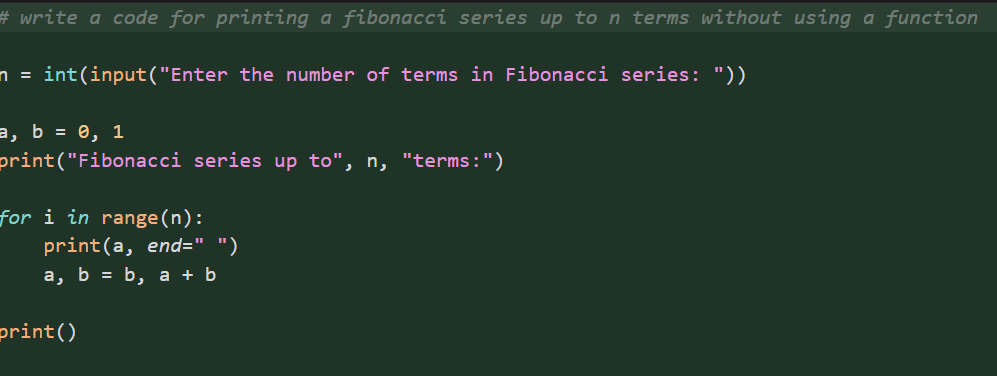 # write a code for printing a fibonacci series up to n terms without using a function
n = int(input("Enter the number of terms in Fibonacci series: "))
a, b = 0, 1
print("Fibonacci series up to", n, "terms:")
for i in range(n):
    print(a, end=" ")
    a, b = b, a + b
print()